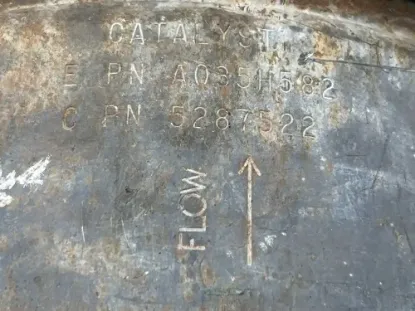 CATALYST
E PN A035H582
C PN 5287522
FLOW